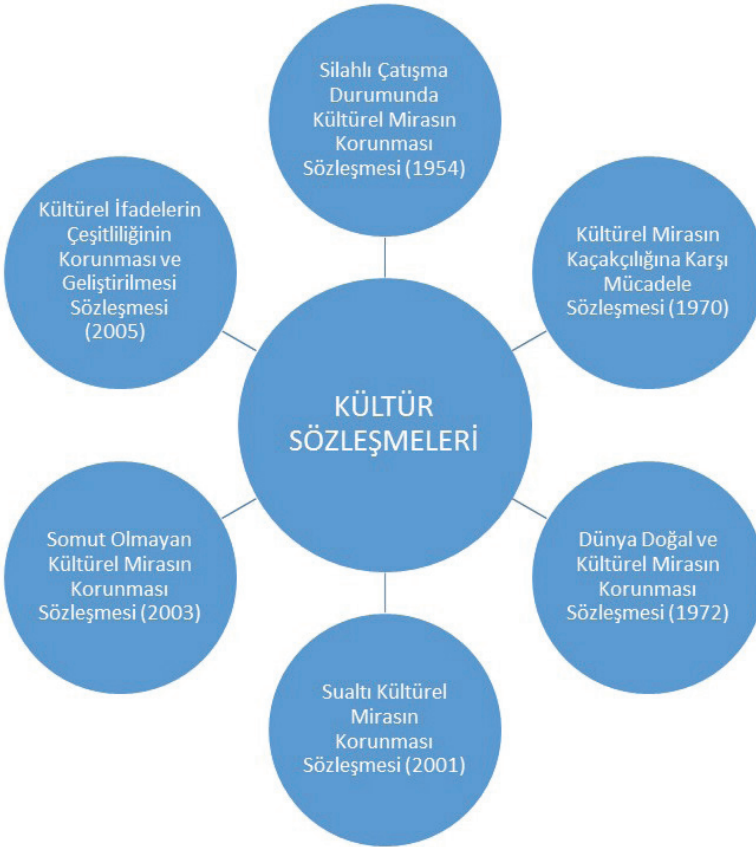 Silahlı Çatışma
Durumunda
Kültürel Mirasın
Korunması
Sözleşmesi (1954)
Kültürel Mirasın
Kaçakçılığına Karşı
Mücadele
Sözleşmesi (1970)
Dünya Doğal ve
Kültürel Mirasın
Korunması
Sözleşmesi (1972)
Sualtı Kültürel
Mirasın
Korunması
Sözleşmesi (2001)
Somut Olmayan
Kültürel Mirasın
Korunması
Sözleşmesi (2003)
Kültürel İfadelerin
Çeşitliliğinin
Korunması ve
Geliştirilmesi
Sözleşmesi
(2005)
KÜLTÜR
SÖZLEŞMELERİ